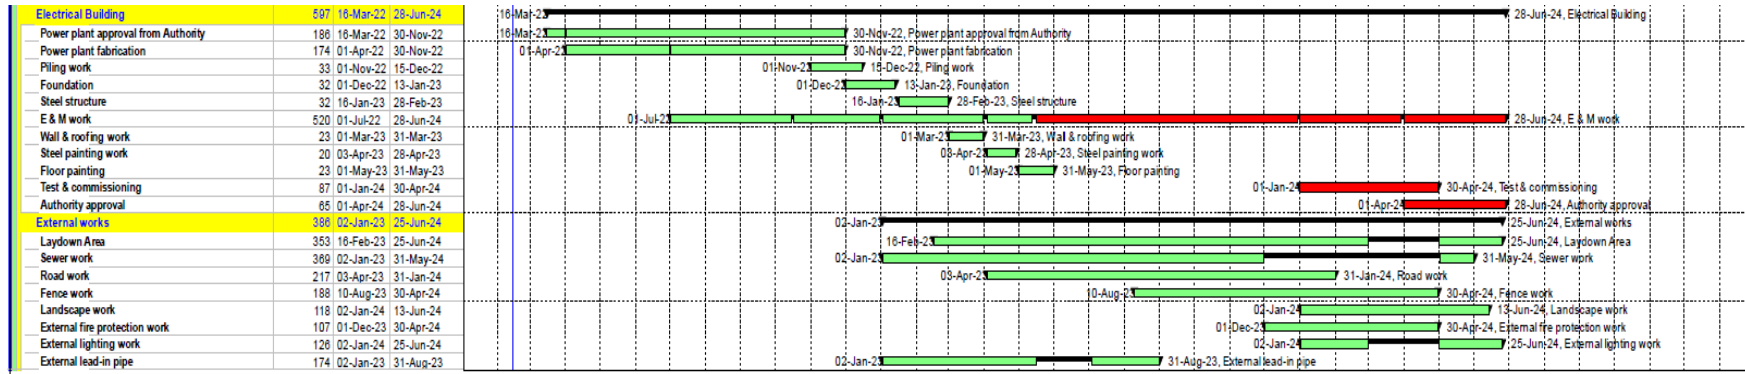 Electrical Building 597 16-Mar-22 28-Jun-24 16-Mar-22 28-Jun-24, Electrical Building
Power plant approval from Authority 186 16-Mar-22 30-Nov-22 16-Mar-22 30-Nov-22, Power plant approval from Authority
Power plant fabrication 174 01-Apr-22 30-Nov-22 01-Apr-22 30-Nov-22, Power plant fabrication
Piling work 33 01-Nov-22 15-Dec-22 01-Nov-22 15-Dec-22, Piling work
Foundation 32 01-Dec-22 13-Jan-23 01-Dec-22 13-Jan-23, Foundation
Steel structure 32 16-Jan-23 28-Feb-23 16-Jan-23 28-Feb-23, Steel structure
E & M work 520 01-Jul-22 28-Jun-24 01-Jul-22 28-Jun-24, E & M work
Wall & roofing work 23 01-Mar-23 31-Mar-23 01-Mar-23 31-Mar-23, Wall & roofing work
Steel painting work 20 03-Apr-23 28-Apr-23 03-Apr-23 28-Apr-23, Steel painting work
Floor painting 23 01-May-23 31-May-23 01-May-23 31-May-23, Floor painting
Test & commissioning 87 01-Jan-24 30-Apr-24 01-Jan-24 30-Apr-24, Test & commissioning
Authority approval 65 01-Apr-24 28-Jun-24 01-Apr-24 28-Jun-24, Authority approval
External works 386 02-Jan-23 25-Jun-24 02-Jan-23 25-Jun-24, External works
Laydown Area 353 16-Feb-23 25-Jun-24 16-Feb-23 25-Jun-24, Laydown Area
Sewer work 369 02-Jan-23 31-May-24 02-Jan-23 31-May-24, Sewer work
Road work 217 03-Apr-23 31-Jan-24 03-Apr-23 31-Jan-24, Road work
Fence work 188 10-Aug-23 30-Apr-24 10-Aug-23 30-Apr-24, Fence work
Landscape work 118 02-Jan-24 13-Jun-24 02-Jan-24 13-Jun-24, Landscape work
External fire protection work 107 01-Dec-23 30-Apr-24 01-Dec-23 30-Apr-24, External fire protection work
External lighting work 126 02-Jan-24 25-Jun-24 02-Jan-24 25-Jun-24, External lighting work
External lead-in pipe 174 02-Jan-23 31-Aug-23 02-Jan-23 31-Aug-23, External lead-in pipe